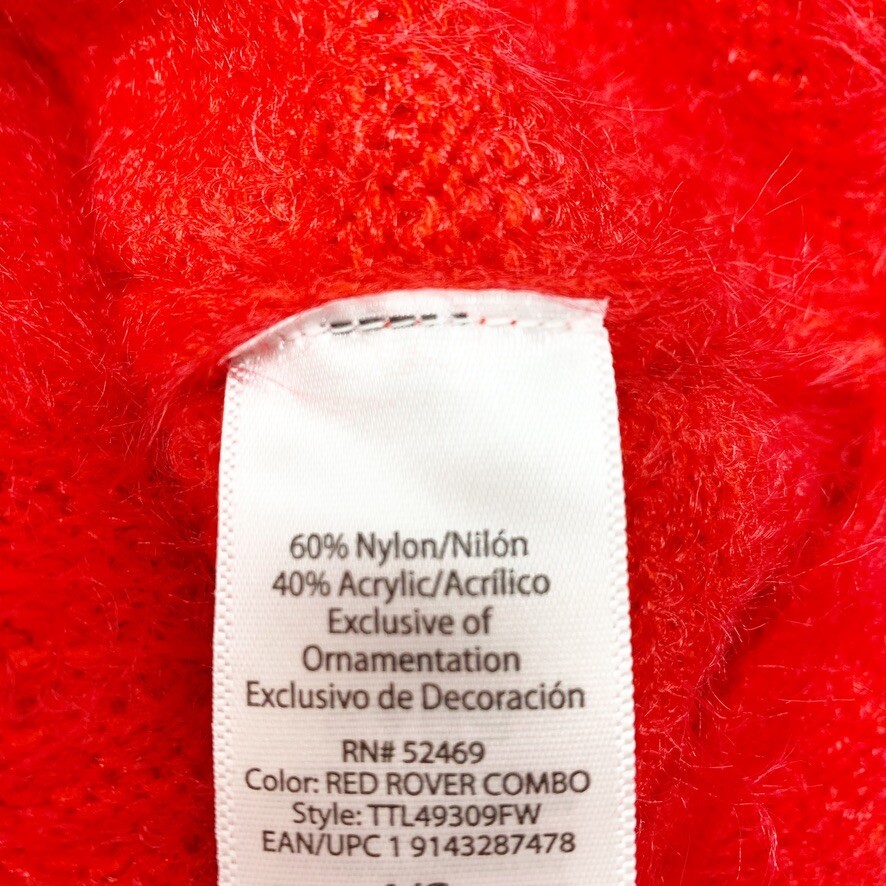 60% Nylon/Nilón
40% Acrylic/Acrílico
Exclusive of
Ornamentation
Exclusivo de Decoración
RN# 52469
Color: RED ROVER COMBO
Style: TTL49309FW
EAN/UPC 1 9143287478